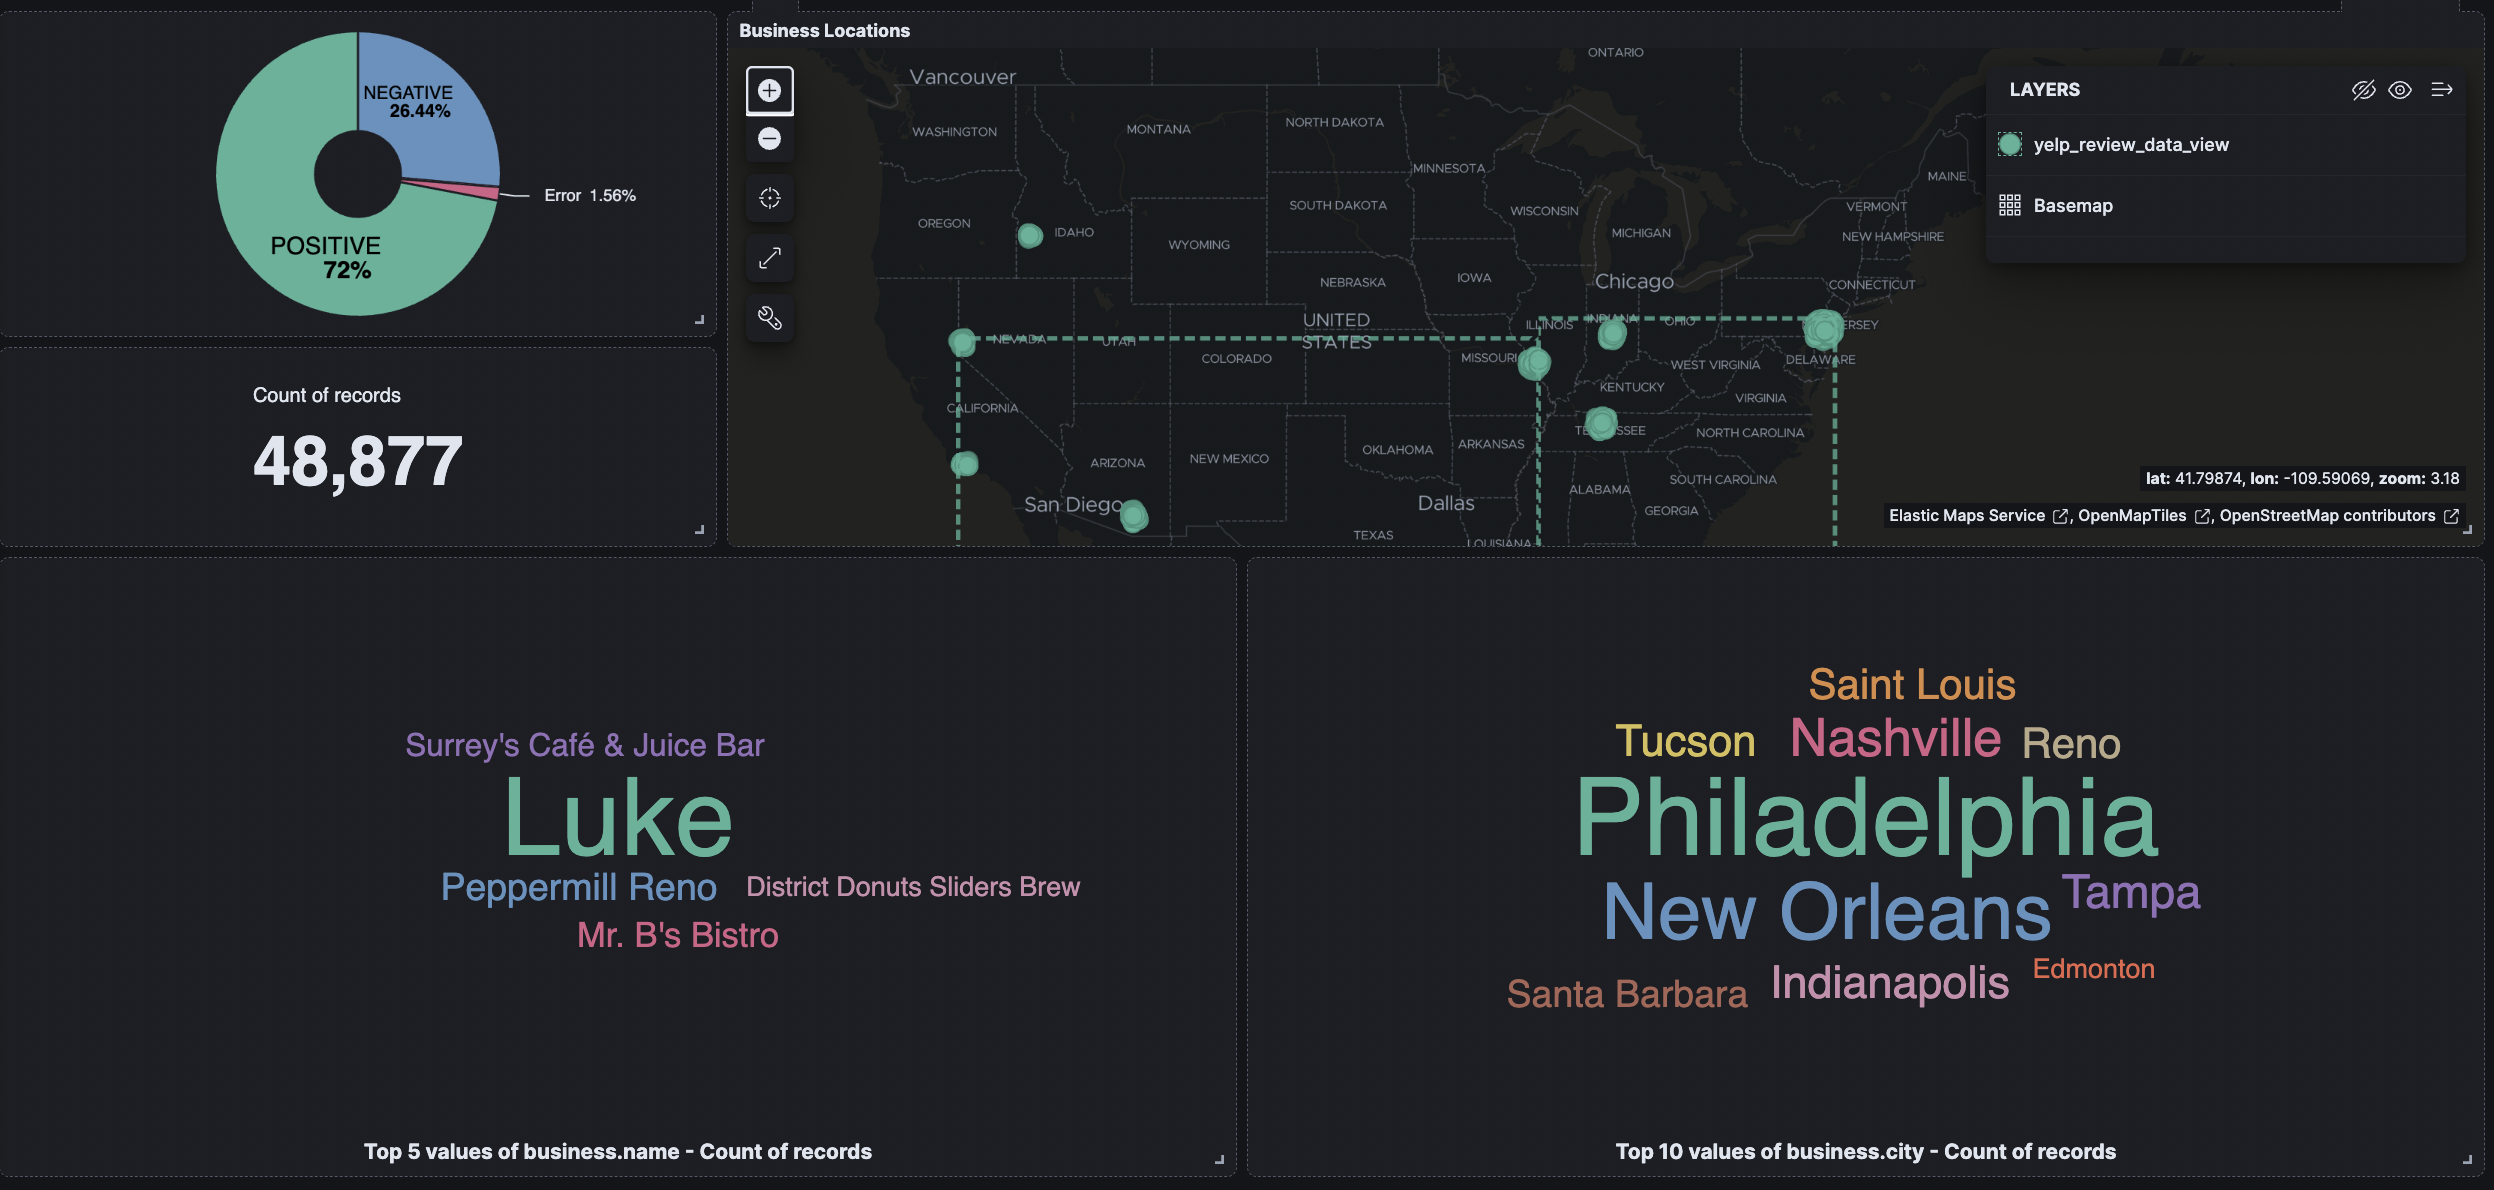 NEGATIVE
26.44%
Error 1.56%
POSITIVE
72%
Count of records
48,877
Business Locations
ONTARIO
Vancouver
WASHINGTON
MONTANA
NORTH DAKOTA
MINNESOTA
MAINE
OREGON
IDAHO
SOUTH DAKOTA
WISCONSIN
VERMONT
WYOMING
MICHIGAN
NEW HAMPSHIRE
NEBRASKA
IOWA
Chicago
CONNECTICUT
UNITED
STATES
ILLINOIS
INDIANA
OHIO
ERSEY
NEVADA
UTAH
COLORADO
MISSOURI
WEST VIRGINIA
DELAWARE
KENTUCKY
CALIFORNIA
VIRGINIA
TE SSEE
NORTH CAROLINA
ARIZONA
NEW MEXICO
OKLAHOMA
ARKANSAS
SOUTH CAROLINA
San Diego
Dallas
ALABAMA
GEORGIA
TEXAS
LOUISIANA
LAYERS
yelp_review_data_view
Basemap
lat: 41.79874, lon: -109.59069, zoom: 3.18
Elastic Maps Service, OpenMapTiles, OpenStreetMap contributors
Surrey's Café & Juice Bar
Luke
Peppermill Reno District Donuts Sliders Brew
Mr. B's Bistro
Top 5 values of business.name - Count of records
Saint Louis
Tucson Nashville Reno
Philadelphia
New Orleans Tampa
Santa Barbara Indianapolis Edmonton
Top 10 values of business.city - Count of records